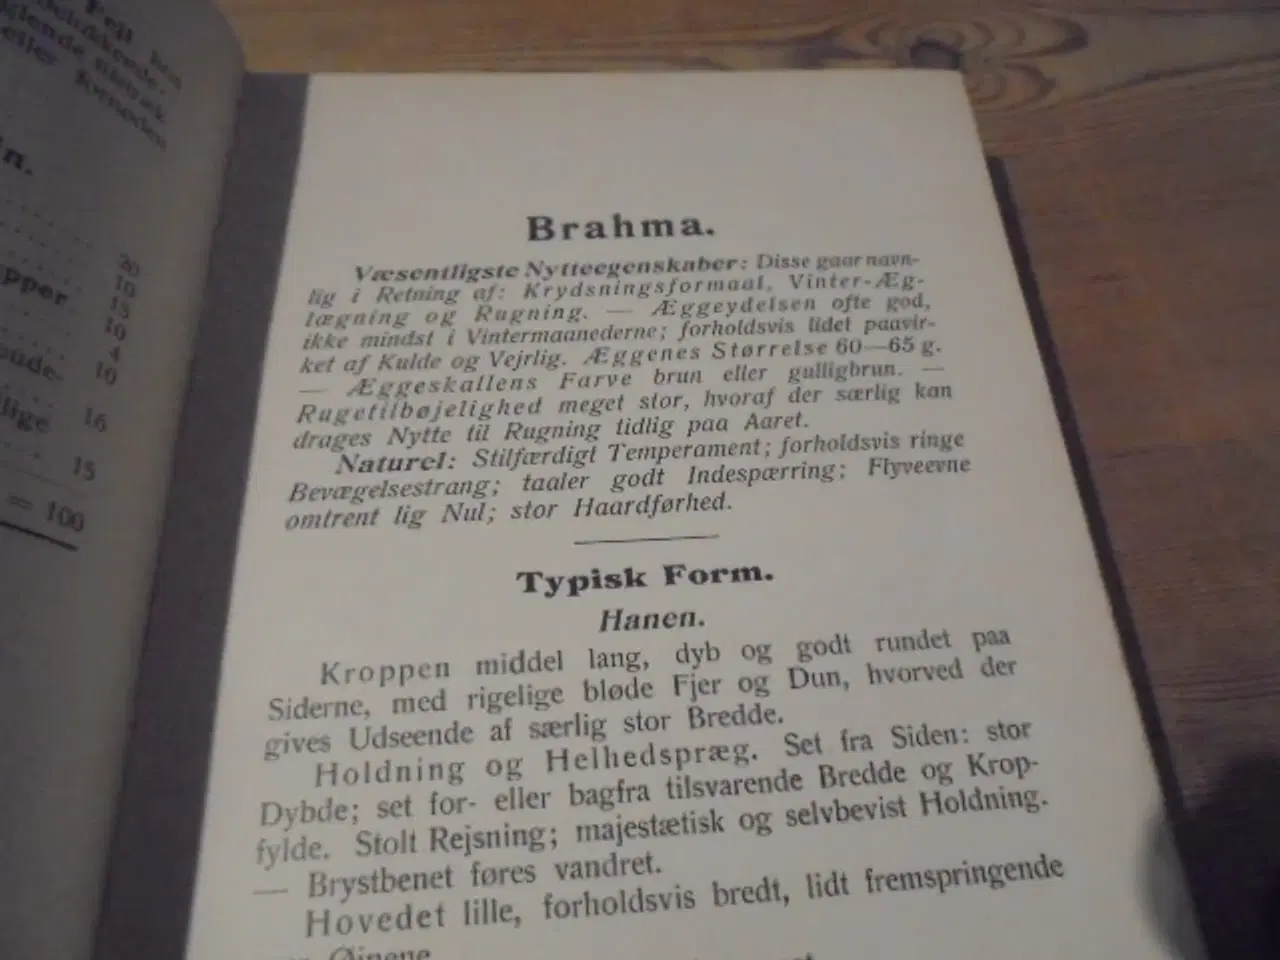 Fejl
20
10
15
10
4
10
16
15
= 100
Brahma.
Væsentligste Nytteegenskaber: Disse gaar navn-
lig i Retning af: Krydsningsformaal, Vinter-Æg-
lægning og Rugning. — Æggeydelsen ofte god,
ikke mindst i Vintermaanederne; forholdsvis lidet paavir-
ket af Kulde og Vejrlig. Æggenes Størrelse 60—65 g.
— Æggeskallens Farve brun eller gulligbrun. —
Rugetilbøjelighed meget stor, hvoraf der særlig kan
drages Nytte til Rugning tidlig paa Aaret.
Naturel: Stilfærdigt Temperament; forholdsvis ringe
Bevægelsestrang; taaler godt Indespærring; Flyveevne
omtrent lig Nul; stor Haardførhed.
Typisk Form.
Hanen.
Kroppen middel lang, dyb og godt rundet paa
Siderne, med rigelige bløde Fjer og Dun, hvorved der
gives Udseende af særlig stor Bredde.
Holdning og Helhedspræg. Set fra Siden: stor
Dybde; set for- eller bagfra tilsvarende Bredde og Krop-
fylde. Stolt Rejsning; majestætisk og selvbevist Holdning.
— Brystbenet føres vandret.
Hovedet lille, forholdsvis bredt, lidt fremspringende
Øjnene